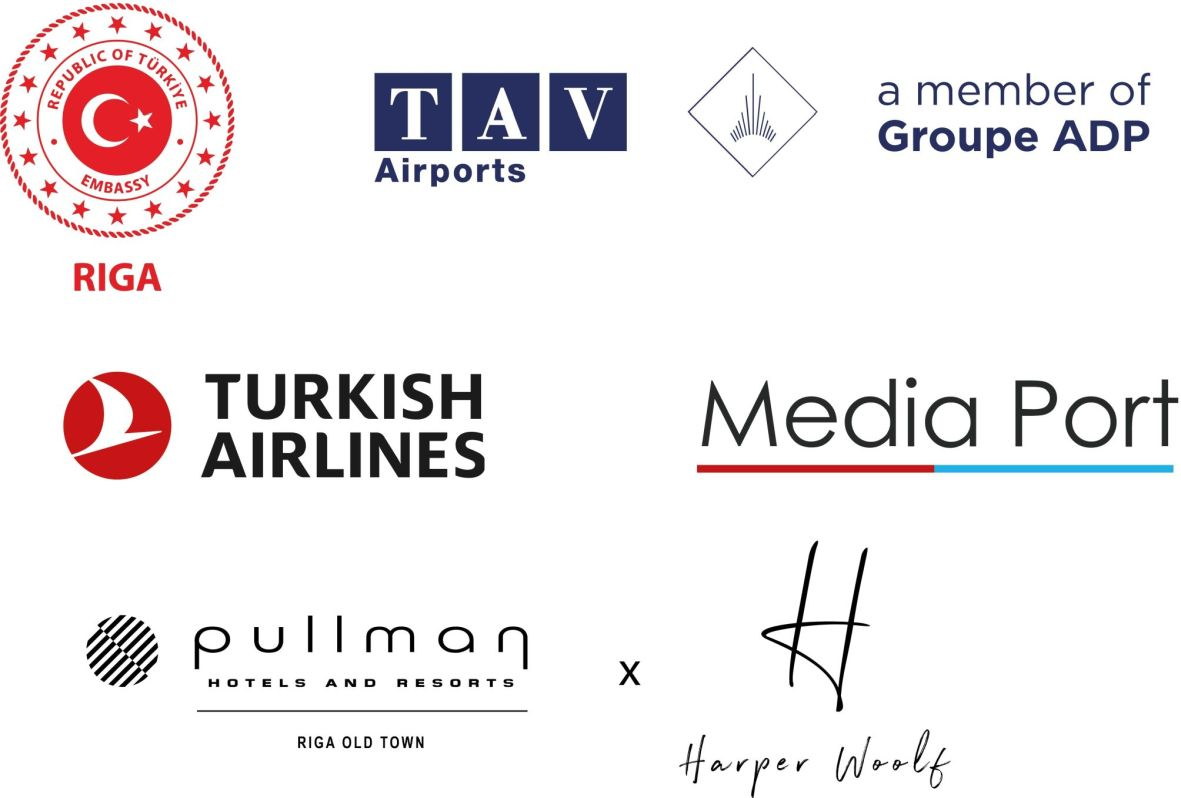 REPUBLIC OF TÜRKİYE
EMBASSY
RIGA
TAV
Airports
a member of
Groupe ADP
TURKISH
AIRLINES
Media Port
pullman
HOTELS AND RESORTS
RIGA OLD TOWN
x
H
Harper Woolf